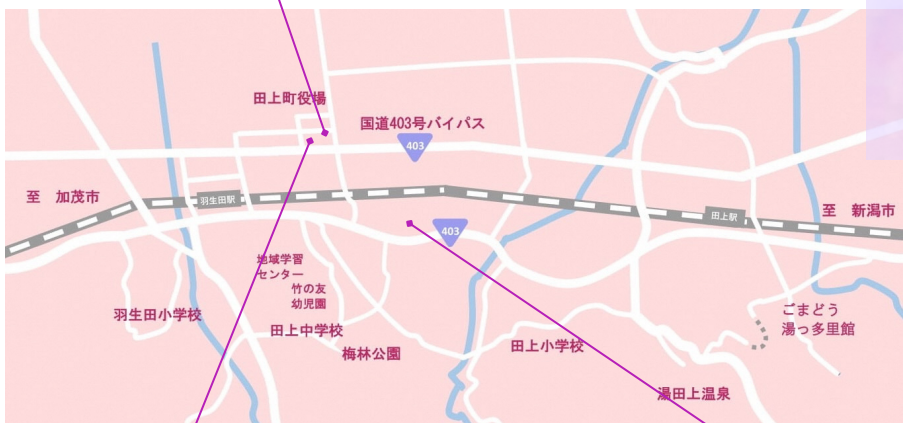 田上町役場
国道403号バイパス
403
至 加茂市
羽生田駅
田上駅
至 新潟市
403
地域学習
センター
竹の友
幼児園
羽生田小学校
田上中学校
梅林公園
田上小学校
ごまどう
湯っ多里館
湯田上温泉